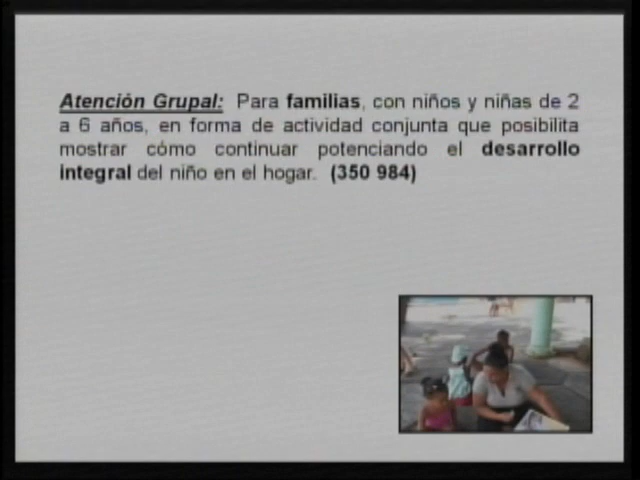 Atención Grupal: Para familias, con niños y niñas de 2
a 6 años, en forma de actividad conjunta que posibilita
mostrar cómo continuar potenciando el desarrollo
integral del niño en el hogar. (350 984)